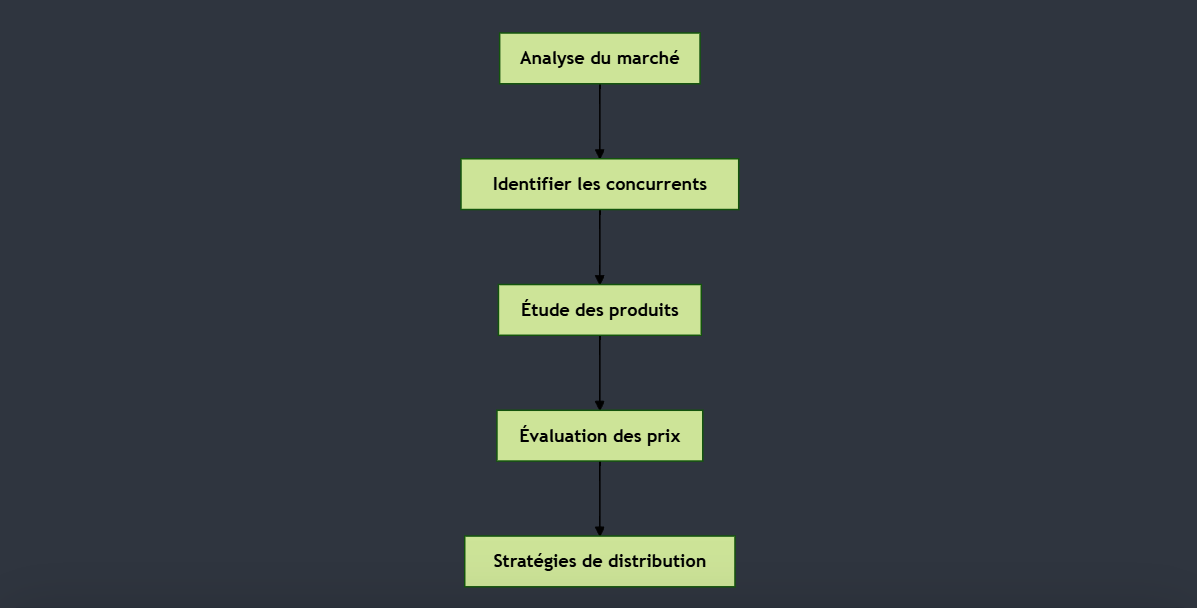 Analyse du marché
Identifier les concurrents
Étude des produits
Évaluation des prix
Stratégies de distribution